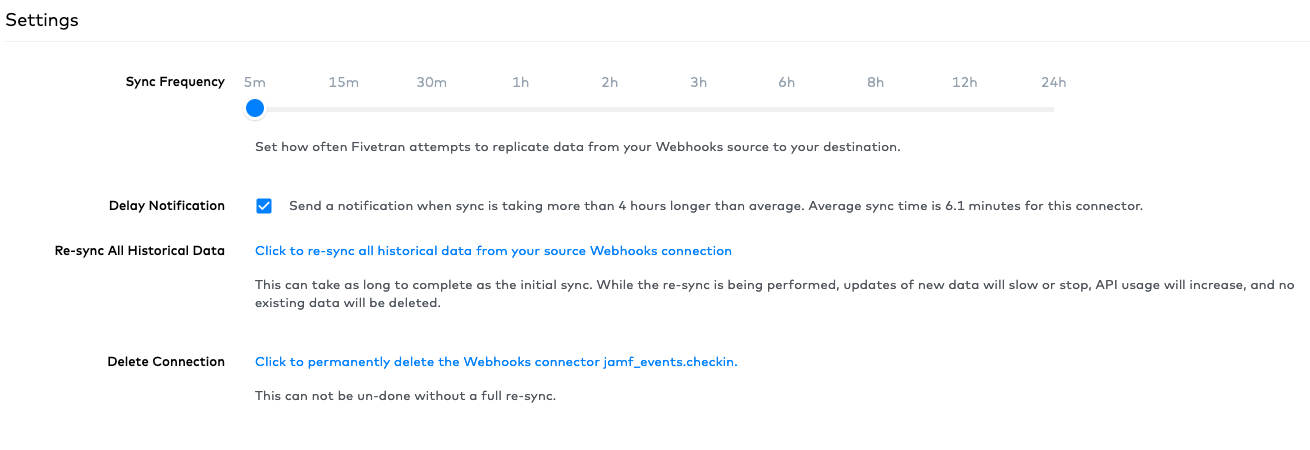 Settings
Sync Frequency 5m 15m 30m 1h 2h 3h 6h 8h 12h 24h
Set how often Fivetran attempts to replicate data from your Webhooks source to your destination.
Delay Notification Send a notification when sync is taking more than 4 hours longer than average. Average sync time is 6.1 minutes for this connector.
Re-sync All Historical Data Click to re-sync all historical data from your source Webhooks connection
This can take as long to complete as the initial sync. While the re-sync is being performed, updates of new data will slow or stop, API usage will increase, and no
existing data will be deleted.
Delete Connection Click to permanently delete the Webhooks connector jamf_events.checkin.
This can not be un-done without a full re-sync.